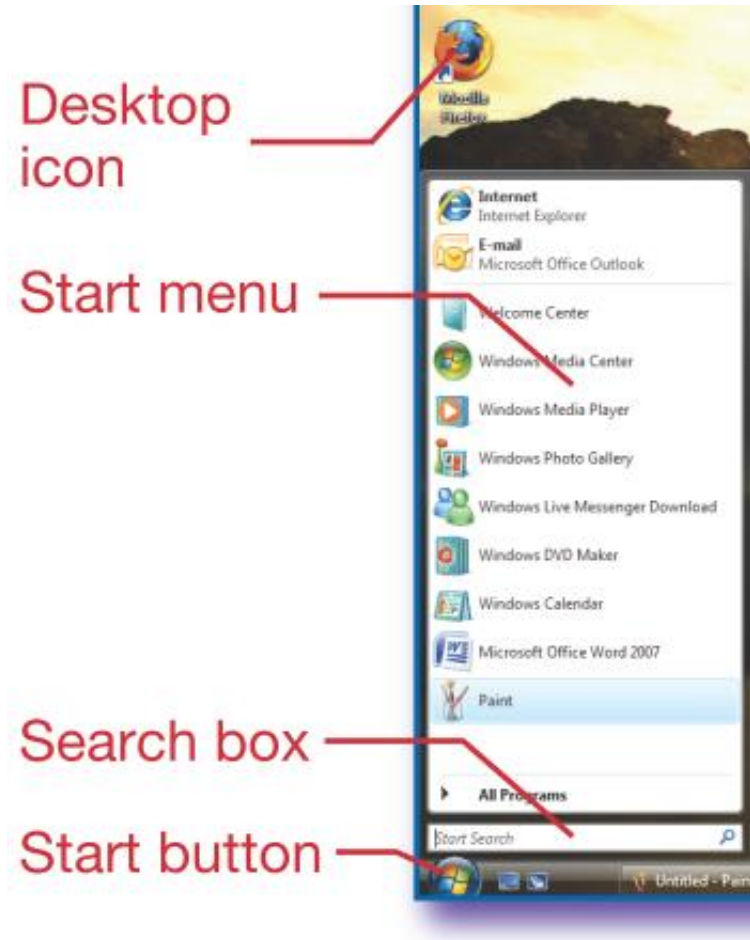 Desktop
icon
Mozilla
Firefox
Internet
Internet Explorer
E-mail
Microsoft Office Outlook
Start menu
Welcome Center
Windows Media Center
Windows Media Player
Windows Photo Gallery
Windows Live Messenger Download
Windows DVD Maker
Windows Calendar
Microsoft Office Word 2007
Paint
Search box
All Programs
Start Search
Start button
Untitled - Pain